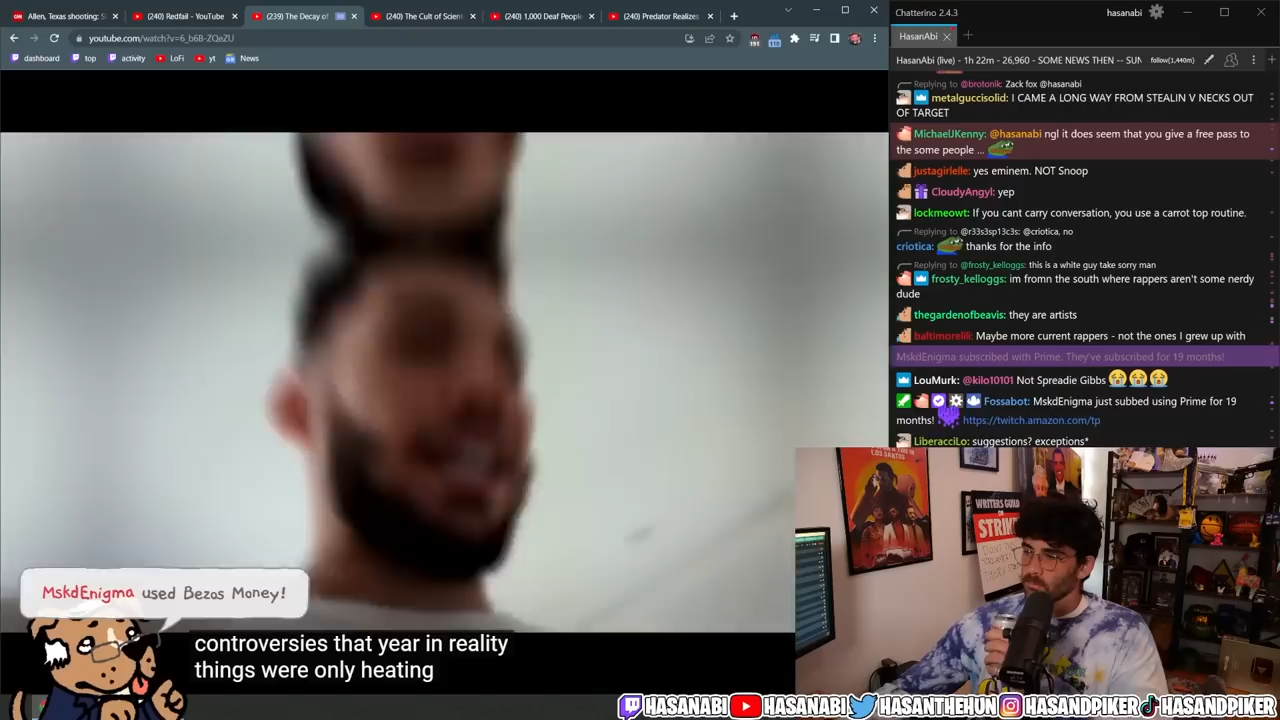 Allen, Texas shooting: S
(240) Redfail - YouTube
(239) The Decay of
(240) The Cult of Scien
(240) 1,000 Deaf People
(240) Predator Realizes
youtube.com/watch?v=6_b6B-ZQeZU
dashboard
top
activity
LoFi
yt
News
Chatterino 2.4.3
hasanabi
HasanAbi
HasanAbi (live) - 1h 22m - 26,960 - SOME NEWS THEN -- SUN
follow(1,440m)
Replying to @brotonik: Zack fox @hasanabi
metalguccisolid: I CAME A LONG WAY FROM STEALIN V NECKS OUT
OF TARGET
MichaelJKenny: @hasanabi ngl it does seem that you give a free pass to
the some people ...
justagirlelle: yes eminem. NOT Snoop
CloudyAngyl: yep
lockmeowt: If you cant carry conversation, you use a carrot top routine.
Replying to @r33s3sp13c3s: @criotica, no
criotica: thanks for the info
Replying to @frosty_kelloggs: this is a white guy take sorry man
frosty_kelloggs: im fromn the south where rappers aren't some nerdy
dude
thegardenofbeavis: they are artists
baltimorelili: Maybe more current rappers - not the ones I grew up with
MskdEnigma subscribed with Prime. They've subscribed for 19 months!
LouMurk: @kilo10101 Not Spreadie Gibbs
Fossabot: MskdEnigma just subbed using Prime for 19
months! https://twitch.amazon.com/tp
LiberacciLo: suggestions? exceptions*
LOS SANTOS
WRITERS GUILD
ON
STRIKE
MskdEnigma used Bezos Money!
controversies that year in reality
things were only heating
HASANABI
HASANABI
HASANTHEHUN
HASANDPIKER
HASANDPIKER